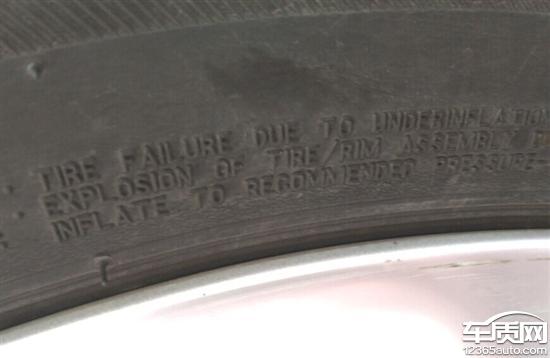 TIRE FAILURE DUE TO UNDERINFLATION
EXPLOSION OF TIRE/RIM ASSEMBLY
INFLATE TO RECOMMENDED PRESSURE-
车质网
12365auto.com